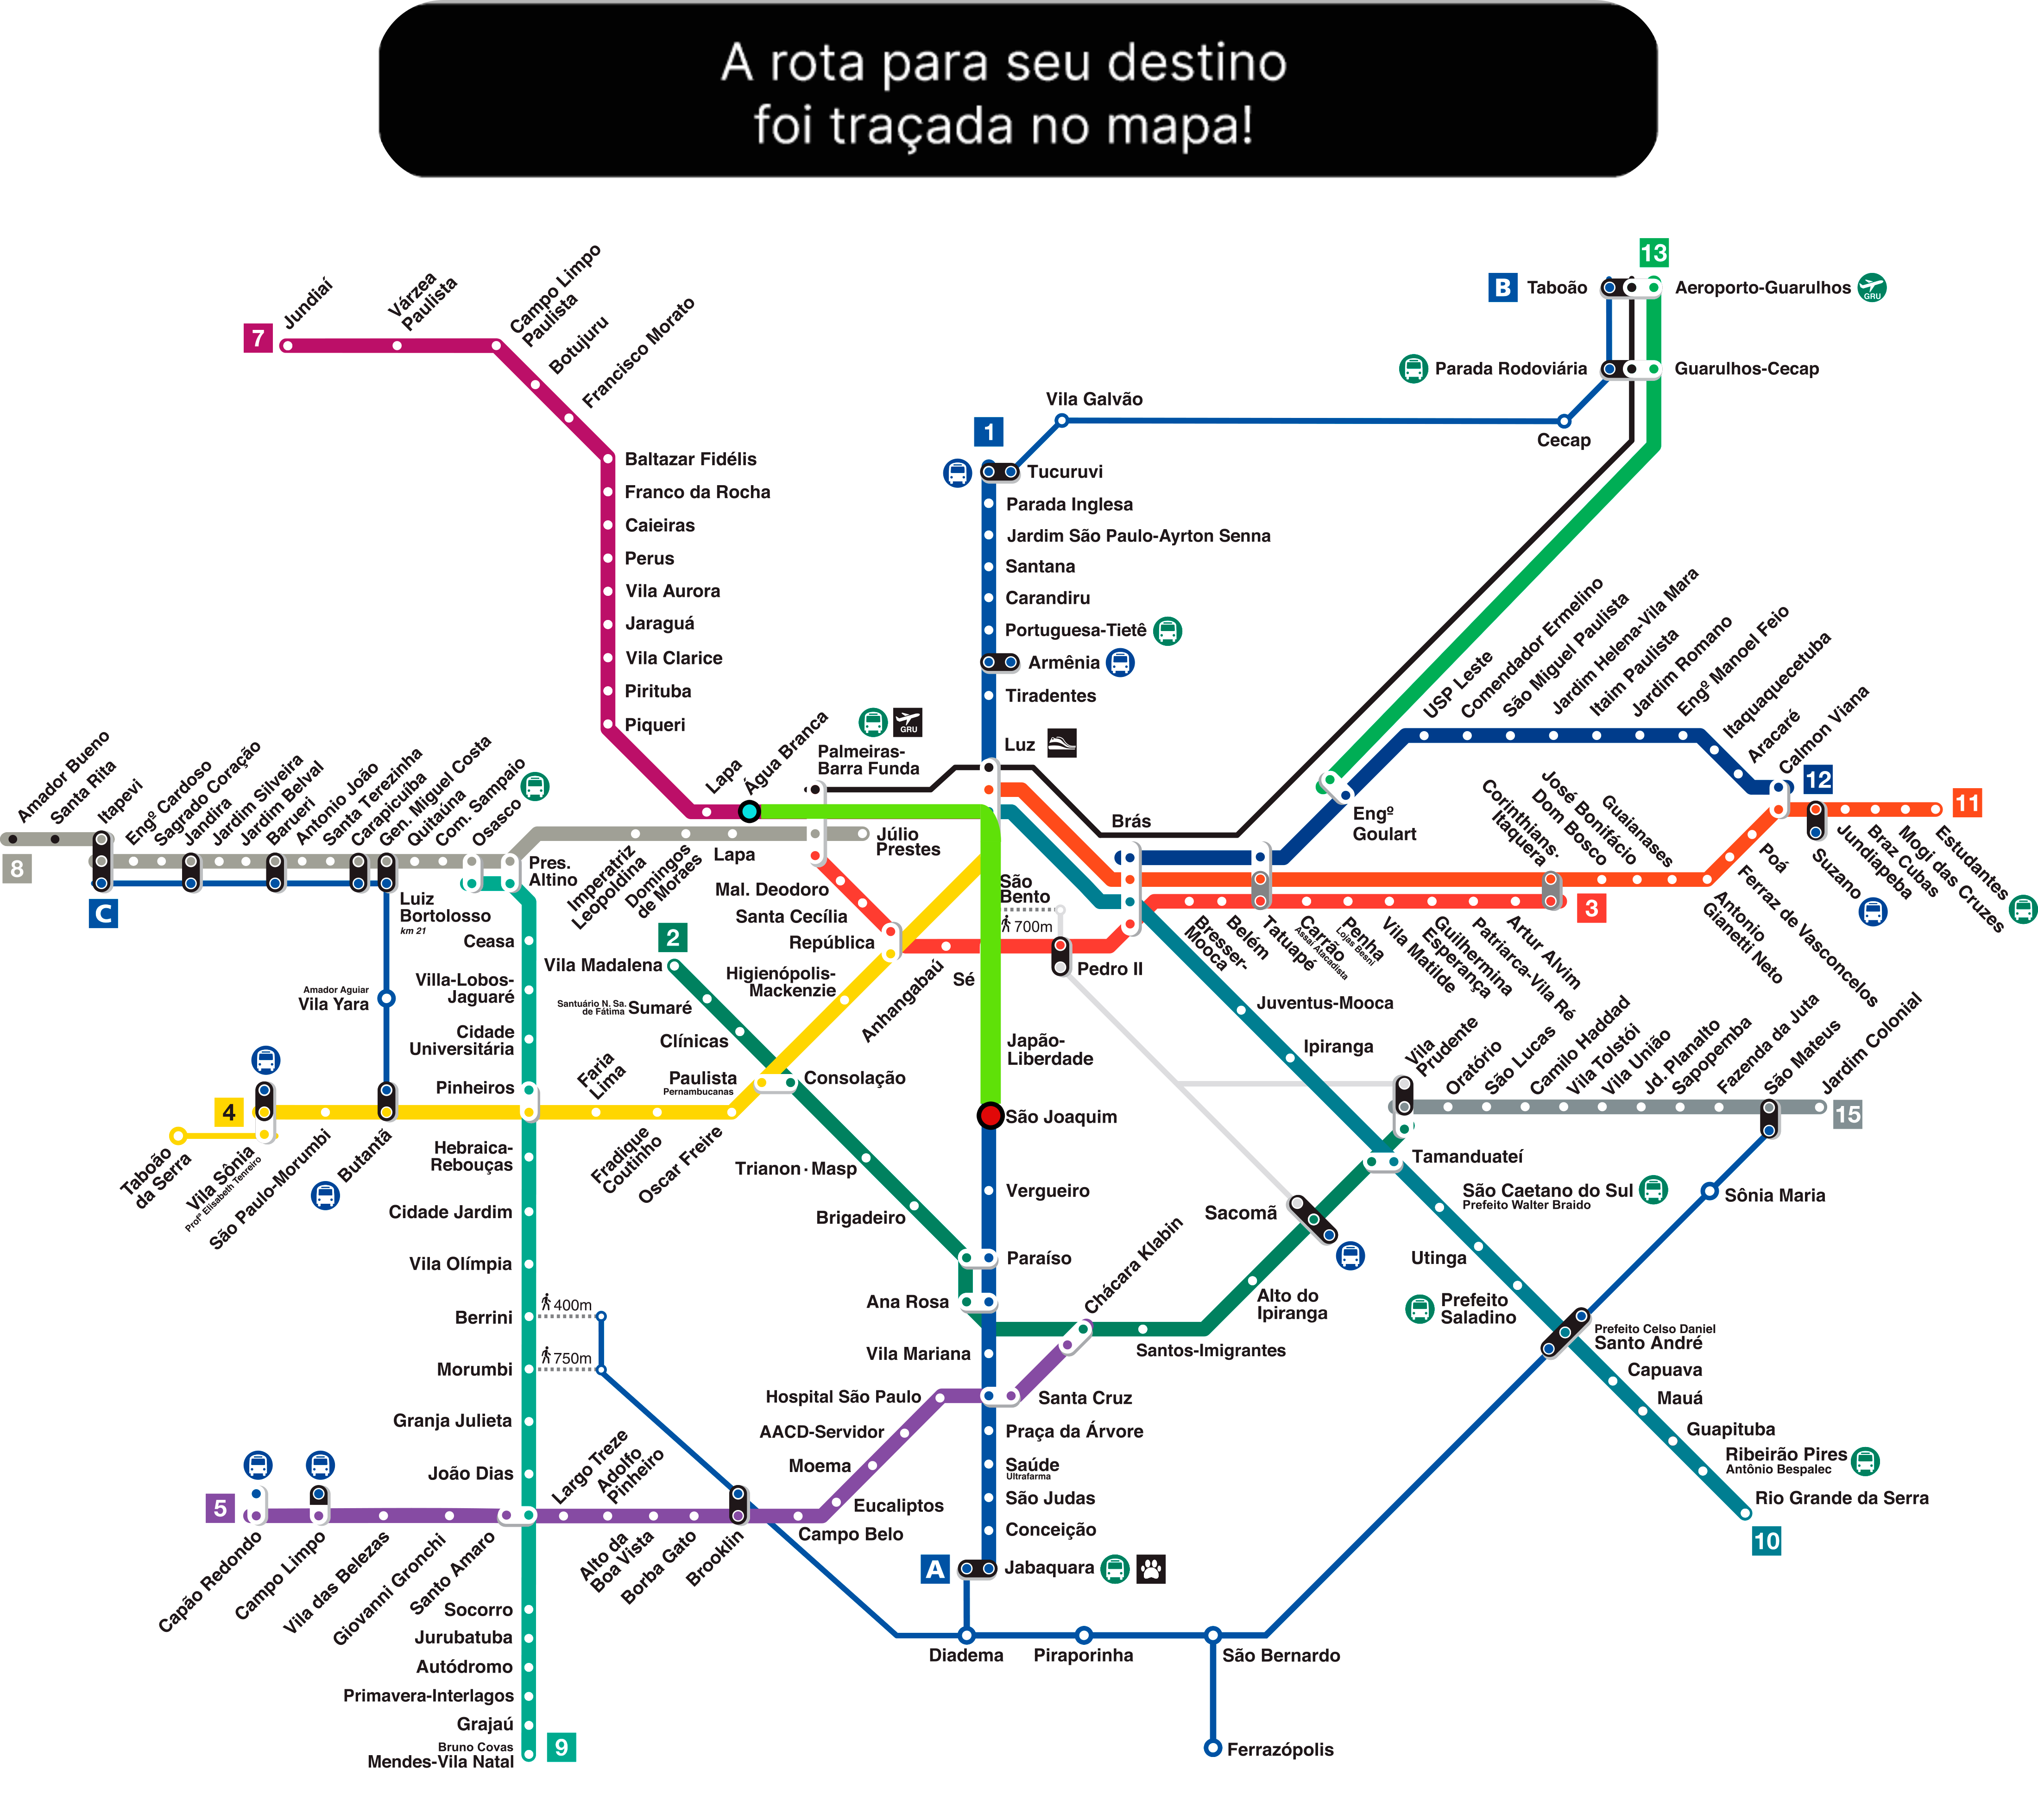 A rota para seu destino
foi traçada no mapa!
13
B
Taboão
Aeroporto-Guarulhos
GRU
Parada Rodoviária
Guarulhos-Cecap
Vila Galvão
Cecap
7
Jundiaí
Várzea
Paulista
Campo Limpo
Paulista
Botujuru
Francisco Morato
Baltazar Fidélis
Franco da Rocha
Caieiras
Perus
Vila Aurora
Jaraguá
Vila Clarice
Pirituba
Piqueri
Lapa
Água Branca
GRU
Palmeiras-
Barra Funda
1
Tucuruvi
Parada Inglesa
Jardim São Paulo-Ayrton Senna
Santana
Carandiru
Portuguesa-Tietê
Armênia
Tiradentes
Luz
Brás
USP Leste
Comendador Ermelino
São Miguel Paulista
Jardim Helena-Vila Mara
Itaim Paulista
Jardim Romano
Engº Manoel Feio
Itaquaquecetuba
Aracaré
Calmon Viana
12
11
Engº
Goulart
Amador Bueno
Santa Rita
Itapevi
Engº Cardoso
Sagrado Coração
Jandira
Jardim Silveira
Jardim Belval
Barueri
Antonio João
Santa Terezinha
Carapicuíba
Gen. Miguel Costa
Quitaúna
Com. Sampaio
Osasco
8
C
Pres.
Altino
Imperatriz
Leopoldina
Domingos
de Moraes
Lapa
Júlio
Prestes
Luiz
Bortolosso
km 21
Mal. Deodoro
Santa Cecília
República
Anhangabaú
Sé
São
Bento
700m
Pedro II
Bresser-
Mooca
Belém
Tatuapé
Carrão
Assaí Atacadista
Penha
Lojas Besni
Vila Matilde
Guilhermina
Esperança
Patriarca-Vila Ré
Artur Alvim
Corinthians-
Itaquera
3
Dom Bosco
José Bonifácio
Guaianases
Antonio
Gianetti Neto
Ferraz de Vasconcelos
Poá
Suzano
Jundiapeba
Braz Cubas
Mogi das Cruzes
Estudantes
Ceasa
Villa-Lobos-
Jaguaré
Cidade
Universitária
Pinheiros
Amador Aguiar
Vila Yara
4
Taboão
da Serra
Vila Sônia
Profª Elisabeth Tenreiro
São Paulo-Morumbi
Butantã
Faria
Lima
Fradique
Coutinho
Oscar Freire
Paulista
Pernambucanas
Consolação
Higienópolis-
Mackenzie
2
Vila Madalena
Santuário N. Sa.
de Fátima
Sumaré
Clínicas
Trianon·Masp
Brigadeiro
Paraíso
Ana Rosa
Japão-
Liberdade
São Joaquim
Vergueiro
Vila Mariana
Santa Cruz
Praça da Árvore
Saúde
Ultrafarma
São Judas
Conceição
A
Jabaquara
Chácara Klabin
Santos-Imigrantes
Alto do
Ipiranga
Sacomã
Tamanduateí
Juventus-Mooca
Ipiranga
Vila
Prudente
Oratório
São Lucas
Camilo Haddad
Vila Tolstói
Vila União
Jd. Planalto
Sapopemba
Fazenda da Juta
São Mateus
Jardim Colonial
15
São Caetano do Sul
Prefeito Walter Braido
Sônia Maria
Utinga
Prefeito
Saladino
Prefeito Celso Daniel
Santo André
Capuava
Mauá
Guapituba
Ribeirão Pires
Antônio Bespalec
Rio Grande da Serra
10
Hebraica-
Rebouças
Cidade Jardim
Vila Olímpia
Berrini
400m
Morumbi
750m
Granja Julieta
João Dias
5
Capão Redondo
Campo Limpo
Vila das Belezas
Giovanni Gronchi
Santo Amaro
Largo Treze
Adolfo
Pinheiro
Alto da
Boa Vista
Borba Gato
Brooklin
Campo Belo
Eucaliptos
Moema
AACD-Servidor
Hospital São Paulo
Socorro
Jurubatuba
Autódromo
Primavera-Interlagos
Grajaú
Bruno Covas
Mendes-Vila Natal
9
Diadema
Piraporinha
São Bernardo
Ferrazópolis